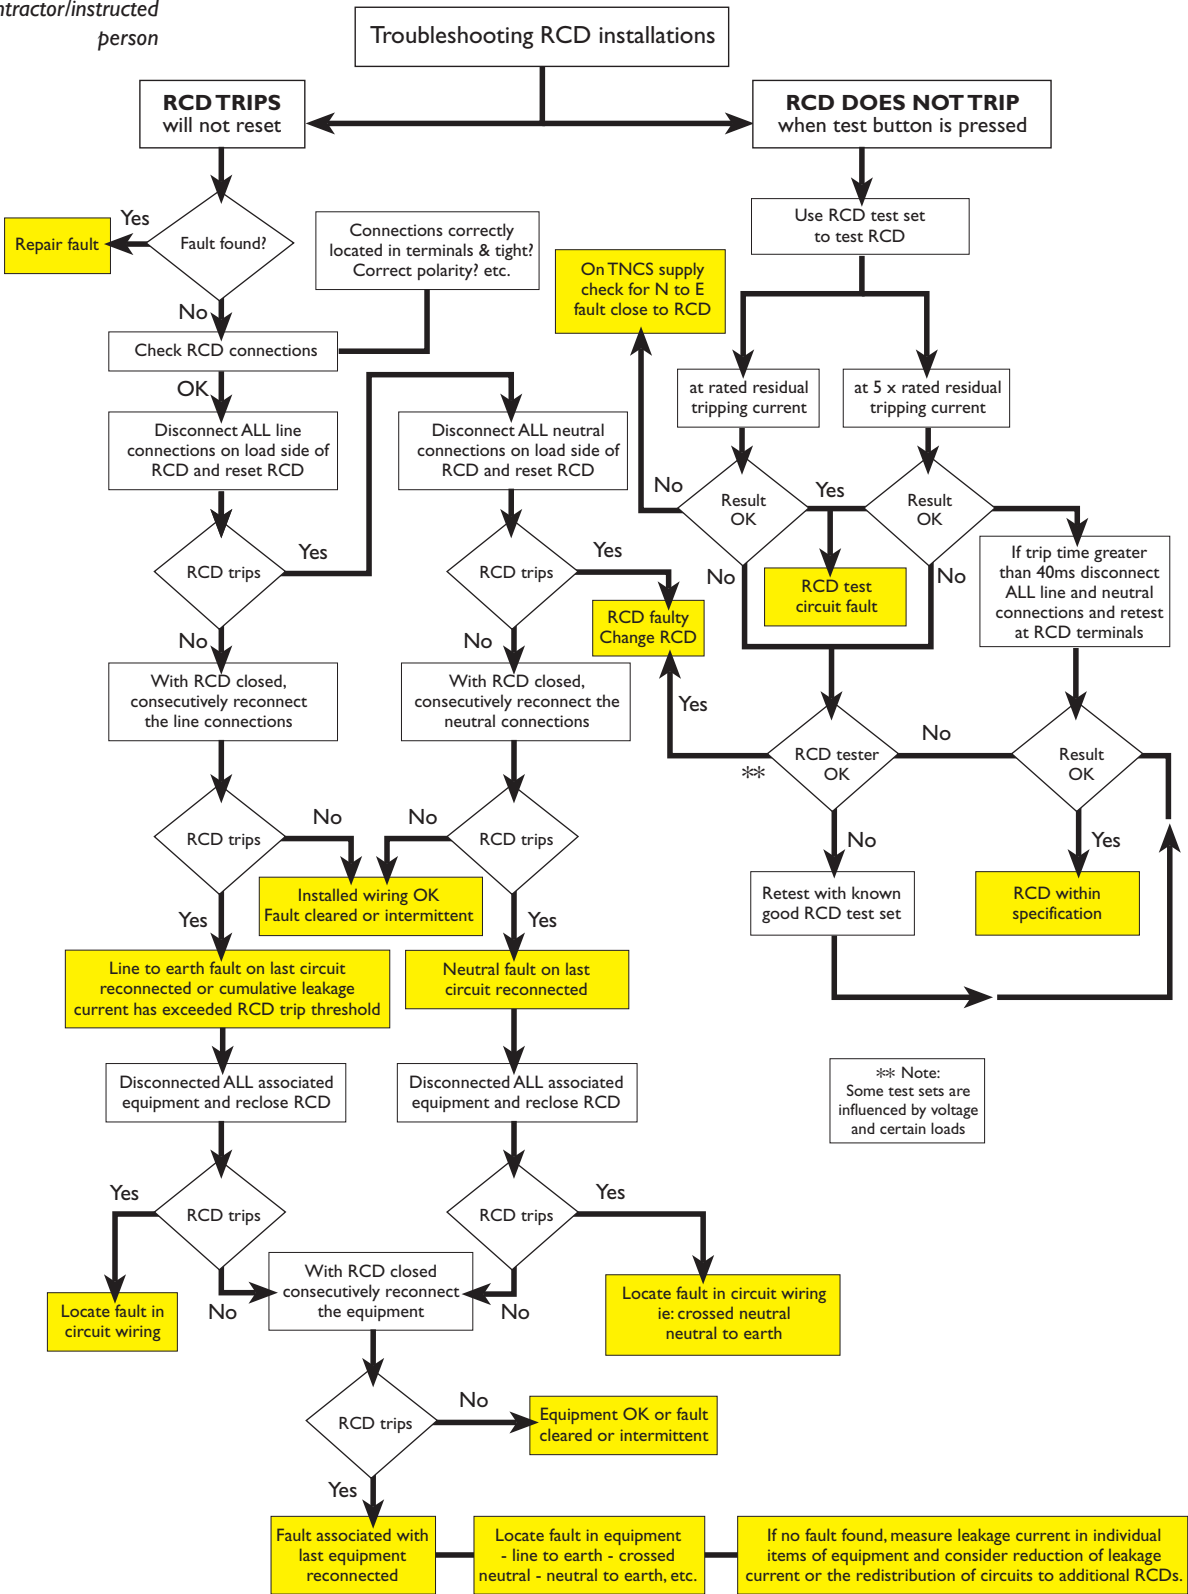 ntractor/instructed
person
Troubleshooting RCD installations
RCD TRIPS
will not reset
RCD DOES NOT TRIP
when test button is pressed
Yes
Repair fault
Fault found?
Connections correctly
located in terminals & tight?
Correct polarity? etc.
Use RCD test set
to test RCD
On TNCS supply
check for N to E
fault close to RCD
No
Check RCD connections
OK
at rated residual
tripping current
at 5 x rated residual
tripping current
Disconnect ALL line
connections on load side of
RCD and reset RCD
Disconnect ALL neutral
connections on load side of
RCD and reset RCD
No
Result
OK
Yes
Result
OK
RCD trips
Yes
RCD trips
Yes
No
RCD test
circuit fault
No
If trip time greater
than 40ms disconnect
ALL line and neutral
connections and retest
at RCD terminals
RCD faulty
Change RCD
No
No
With RCD closed,
consecutively reconnect
the line connections
With RCD closed,
consecutively reconnect the
neutral connections
Yes
**
RCD tester
OK
No
Result
OK
RCD trips
No
No
RCD trips
No
Yes
Installed wiring OK
Fault cleared or intermittent
Retest with known
good RCD test set
RCD within
specification
Yes
Yes
Line to earth fault on last circuit
reconnected or cumulative leakage
current has exceeded RCD trip threshold
Neutral fault on last
circuit reconnected
Disconnected ALL associated
equipment and reclose RCD
Disconnected ALL associated
equipment and reclose RCD
** Note:
Some test sets are
influenced by voltage
and certain loads
Yes
RCD trips
RCD trips
Yes
With RCD closed
consecutively reconnect
the equipment
No
No
Locate fault in
circuit wiring
Locate fault in circuit wiring
ie: crossed neutral
neutral to earth
RCD trips
No
Equipment OK or fault
cleared or intermittent
Yes
Fault associated with
last equipment
reconnected
Locate fault in equipment
- line to earth - crossed
neutral - neutral to earth, etc.
If no fault found, measure leakage current in individual
items of equipment and consider reduction of leakage
current or the redistribution of circuits to additional RCDs.